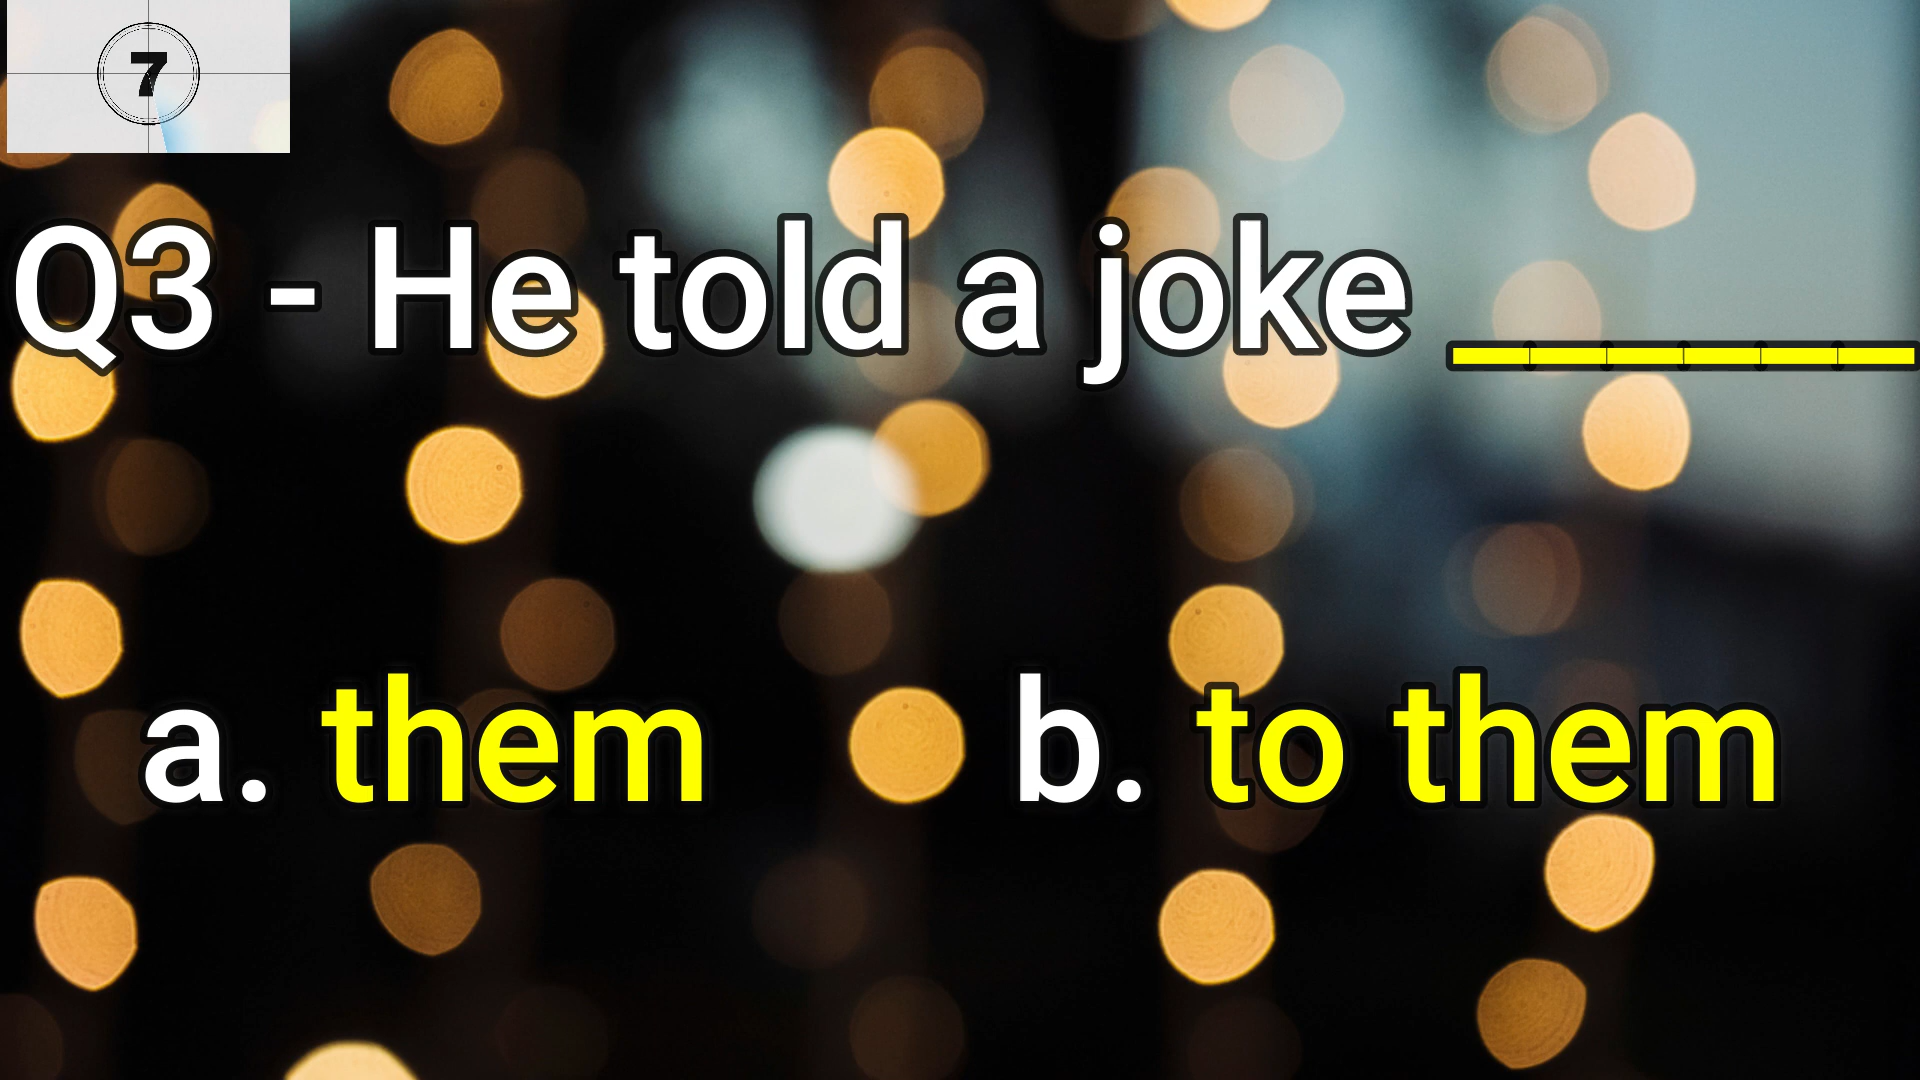 7
Q3 - He told a joke ______
a. them b. to them